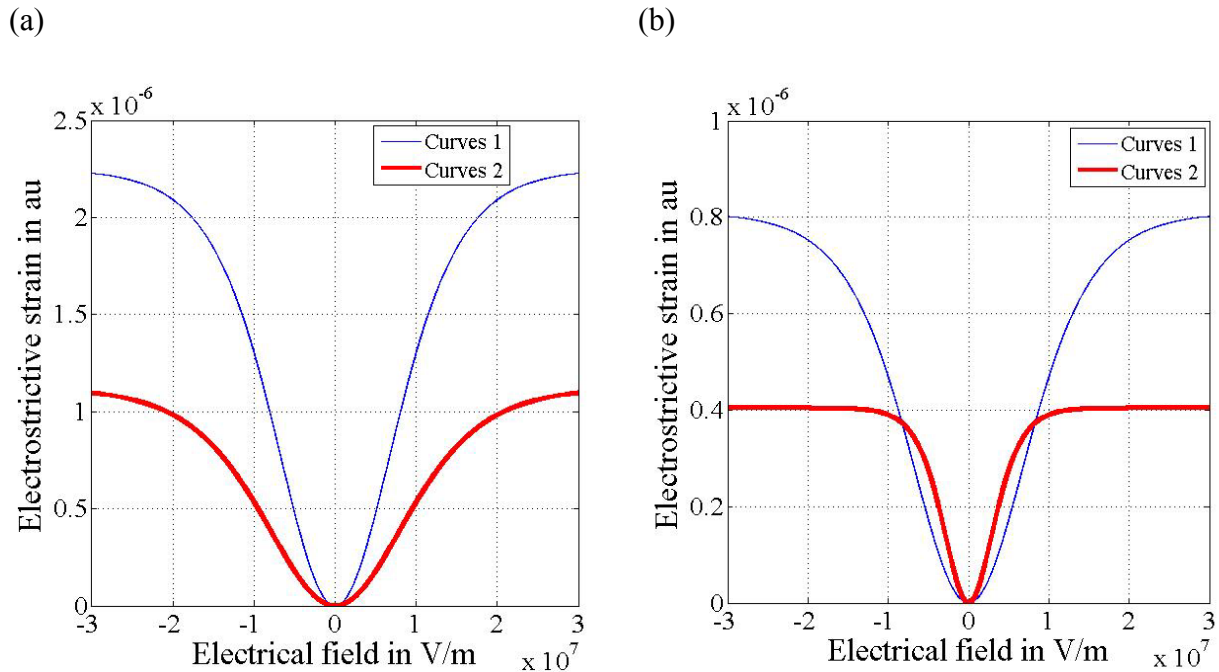 (a)
x 10^-6
2.5
2
1.5
1
0.5
0
Electrostrictive strain in au
Curves 1
Curves 2
-3 -2 -1 0 1 2 3
Electrical field in V/m
x 10^7
(b)
x 10^-6
1
0.8
0.6
0.4
0.2
0
Electrostrictive strain in au
Curves 1
Curves 2
-3 -2 -1 0 1 2 3
Electrical field in V/m
x 10^7